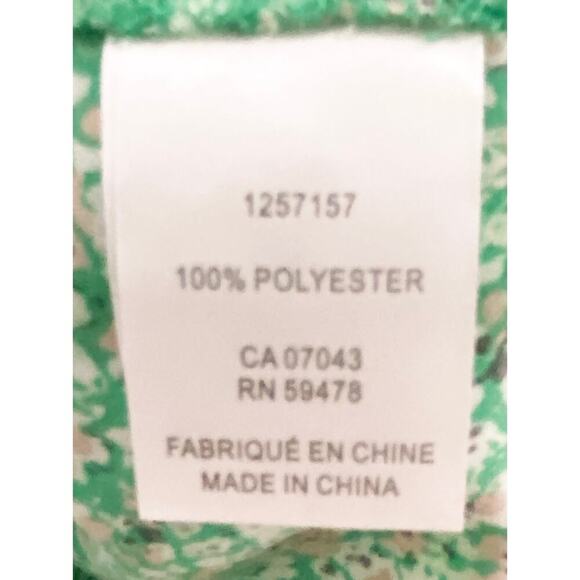 1257157
100% POLYESTER
CA 07043
RN 59478
FABRIQUÉ EN CHINE
MADE IN CHINA